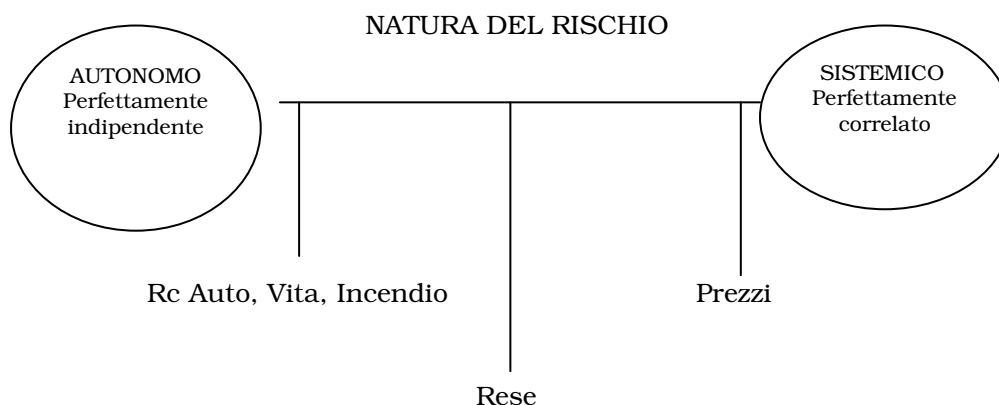 NATURA DEL RISCHIO
AUTONOMO
Perfettamente
indipendente
SISTEMICO
Perfettamente
correlato
Rc Auto, Vita, Incendio
Prezzi
Rese